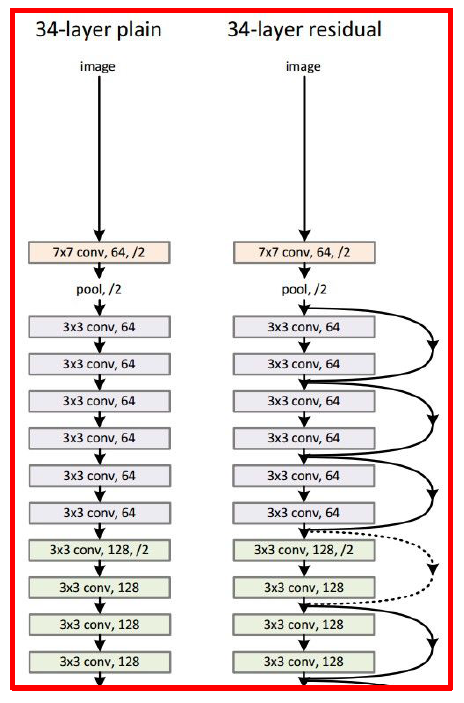 34-layer plain
image
7x7 conv, 64, /2
pool, /2
3x3 conv, 64
3x3 conv, 64
3x3 conv, 64
3x3 conv, 64
3x3 conv, 64
3x3 conv, 64
3x3 conv, 128, /2
3x3 conv, 128
3x3 conv, 128
3x3 conv, 128
34-layer residual
image
7x7 conv, 64, /2
pool, /2
3x3 conv, 64
3x3 conv, 64
3x3 conv, 64
3x3 conv, 64
3x3 conv, 64
3x3 conv, 64
3x3 conv, 128, /2
3x3 conv, 128
3x3 conv, 128
3x3 conv, 128